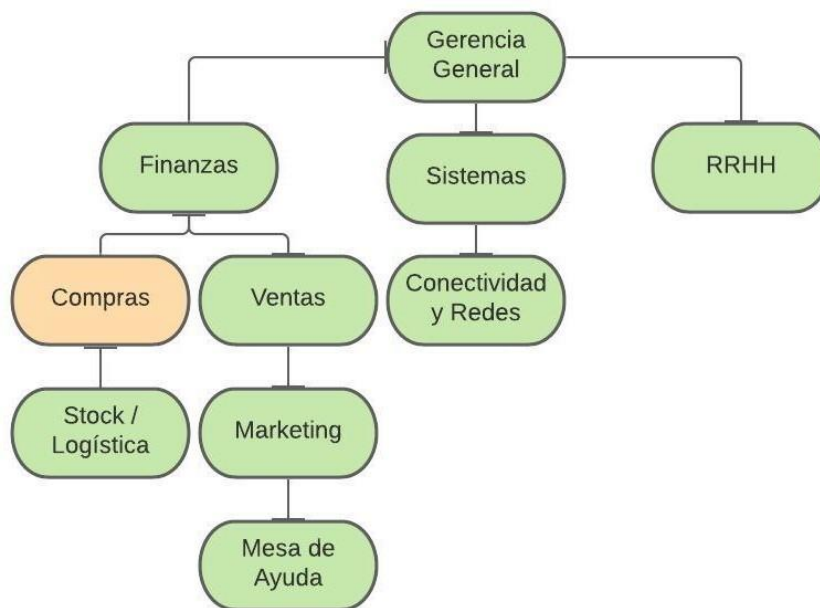 Gerencia
General
Finanzas
Sistemas
RRHH
Compras
Ventas
Conectividad
y Redes
Stock /
Logística
Marketing
Mesa de
Ayuda